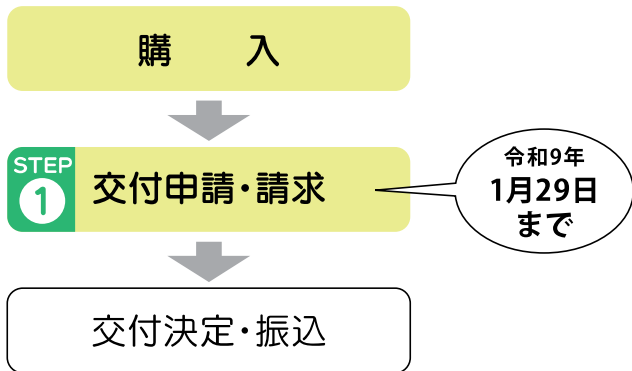 購　入
STEP
1
交付申請・請求
令和9年
1月29日
まで
交付決定・振込